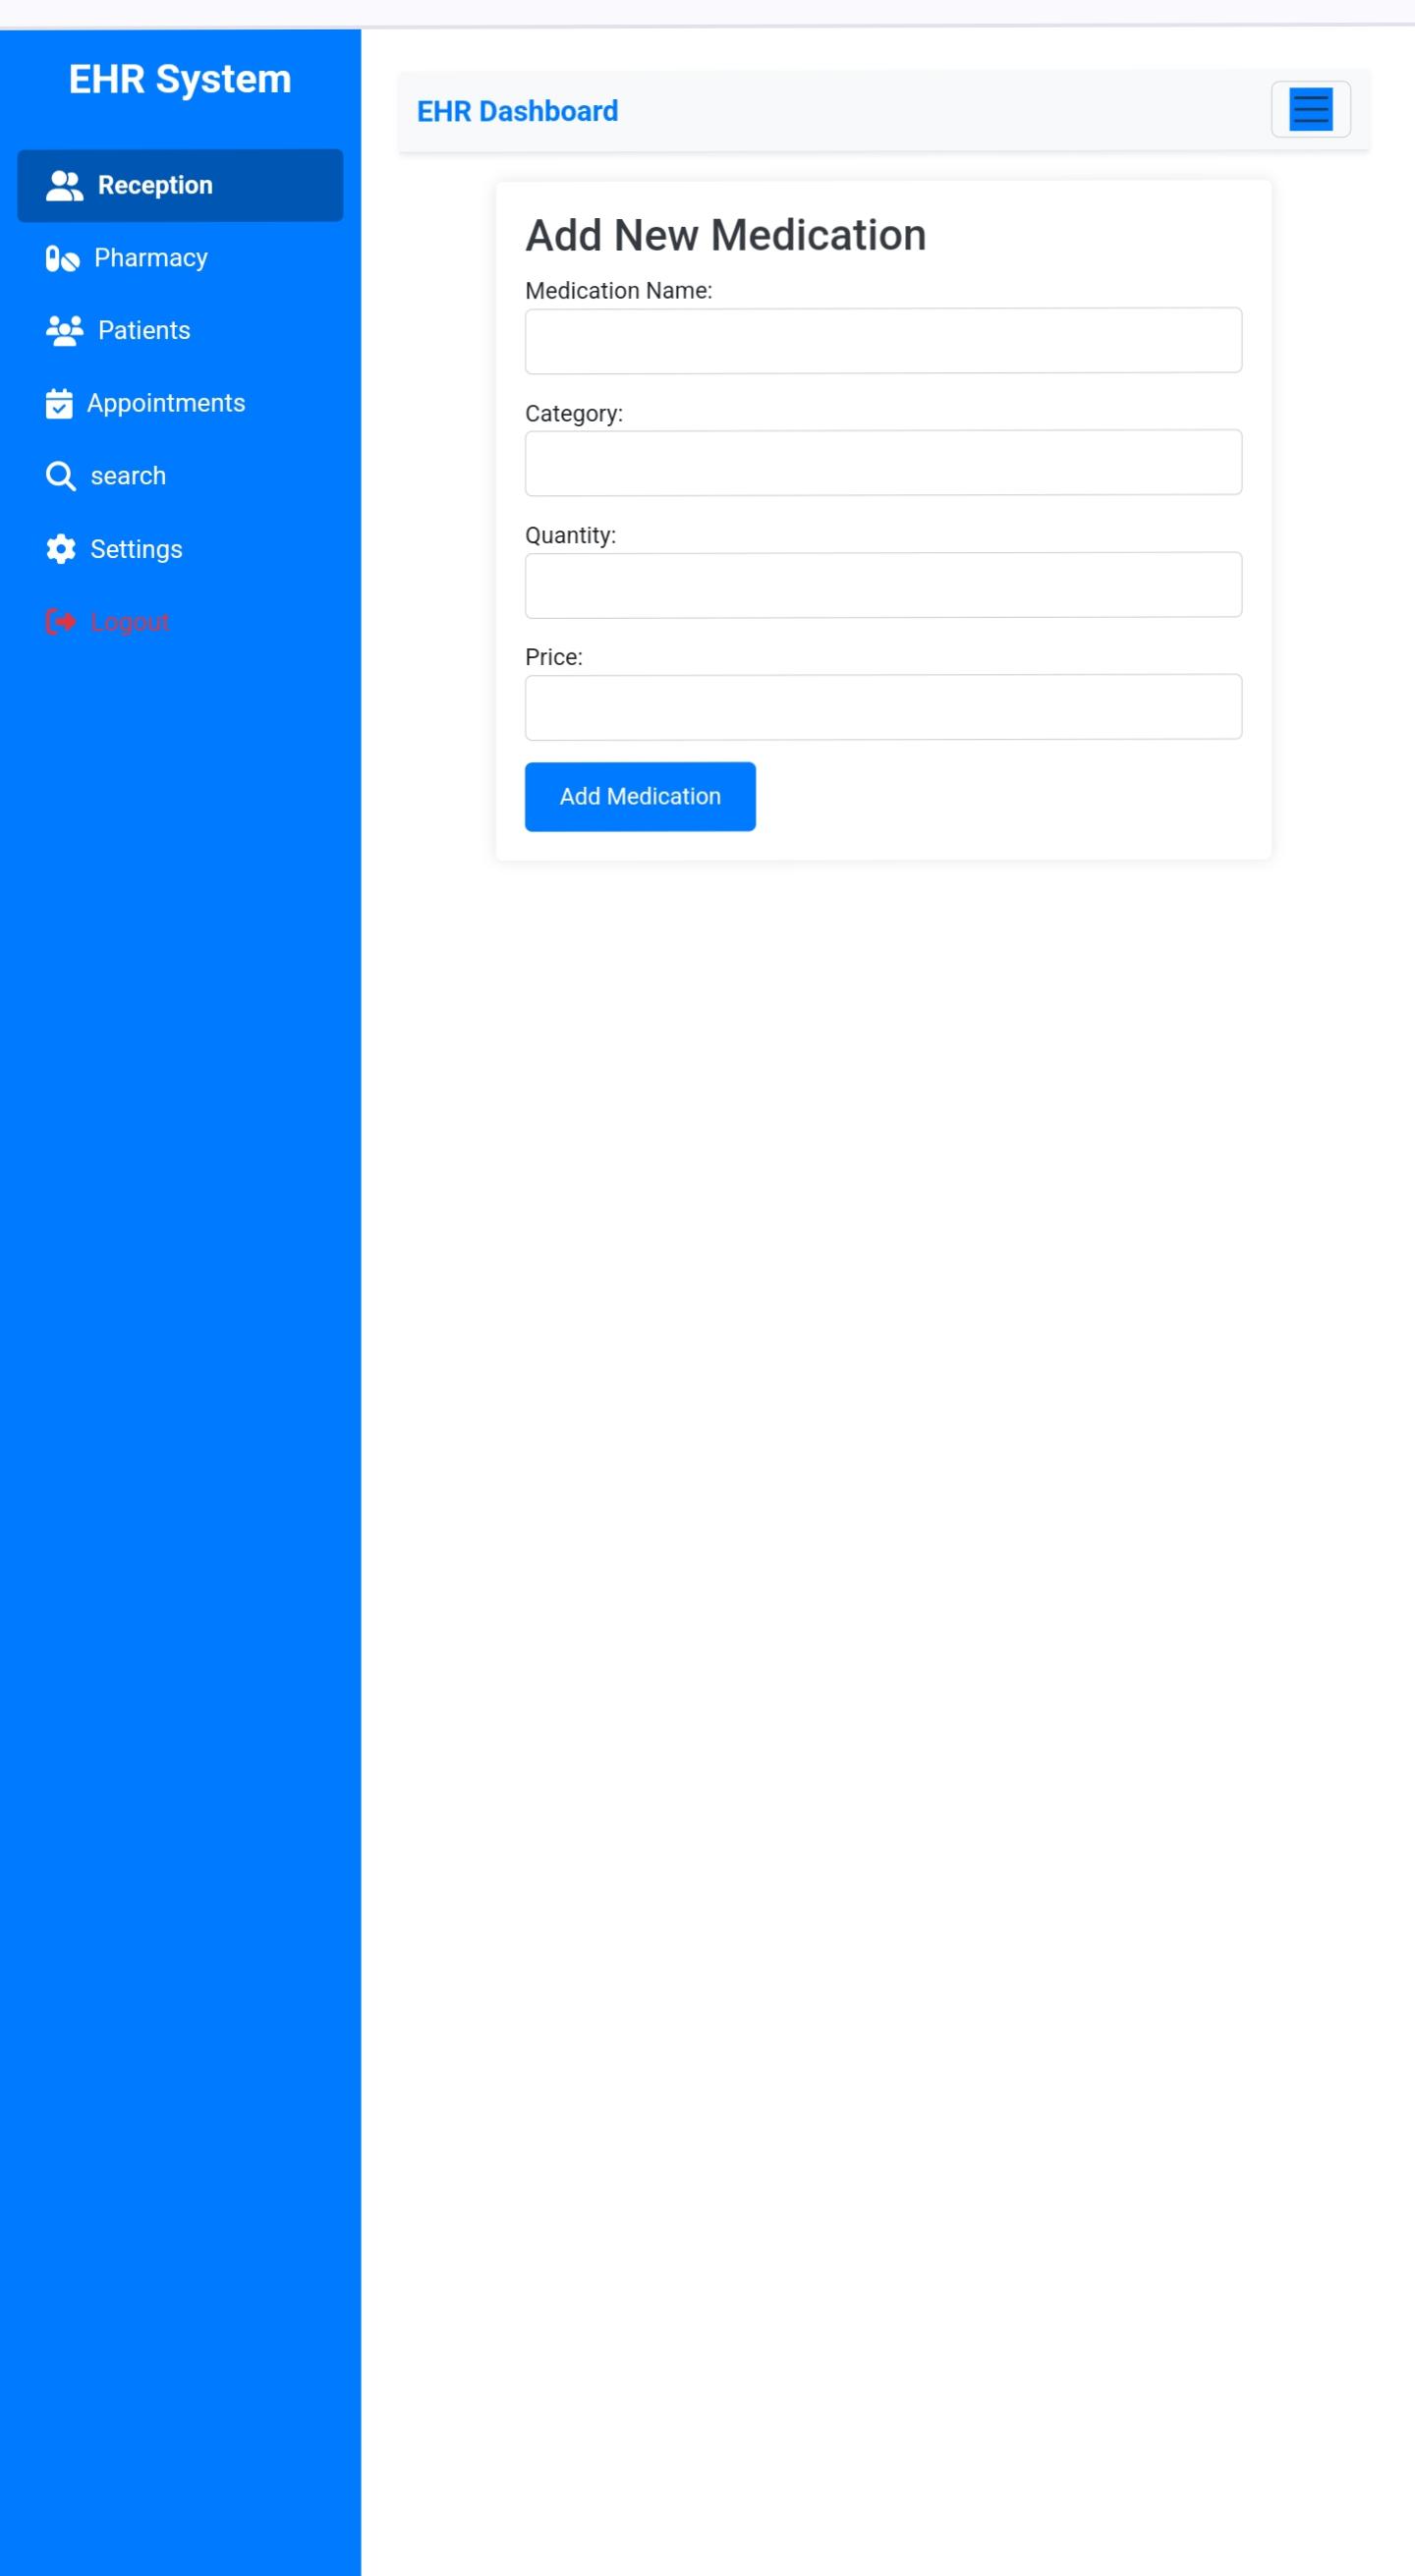 EHR System
Reception
Pharmacy
Patients
Appointments
search
Settings
Logout
EHR Dashboard
Add New Medication
Medication Name:
Category:
Quantity:
Price:
Add Medication